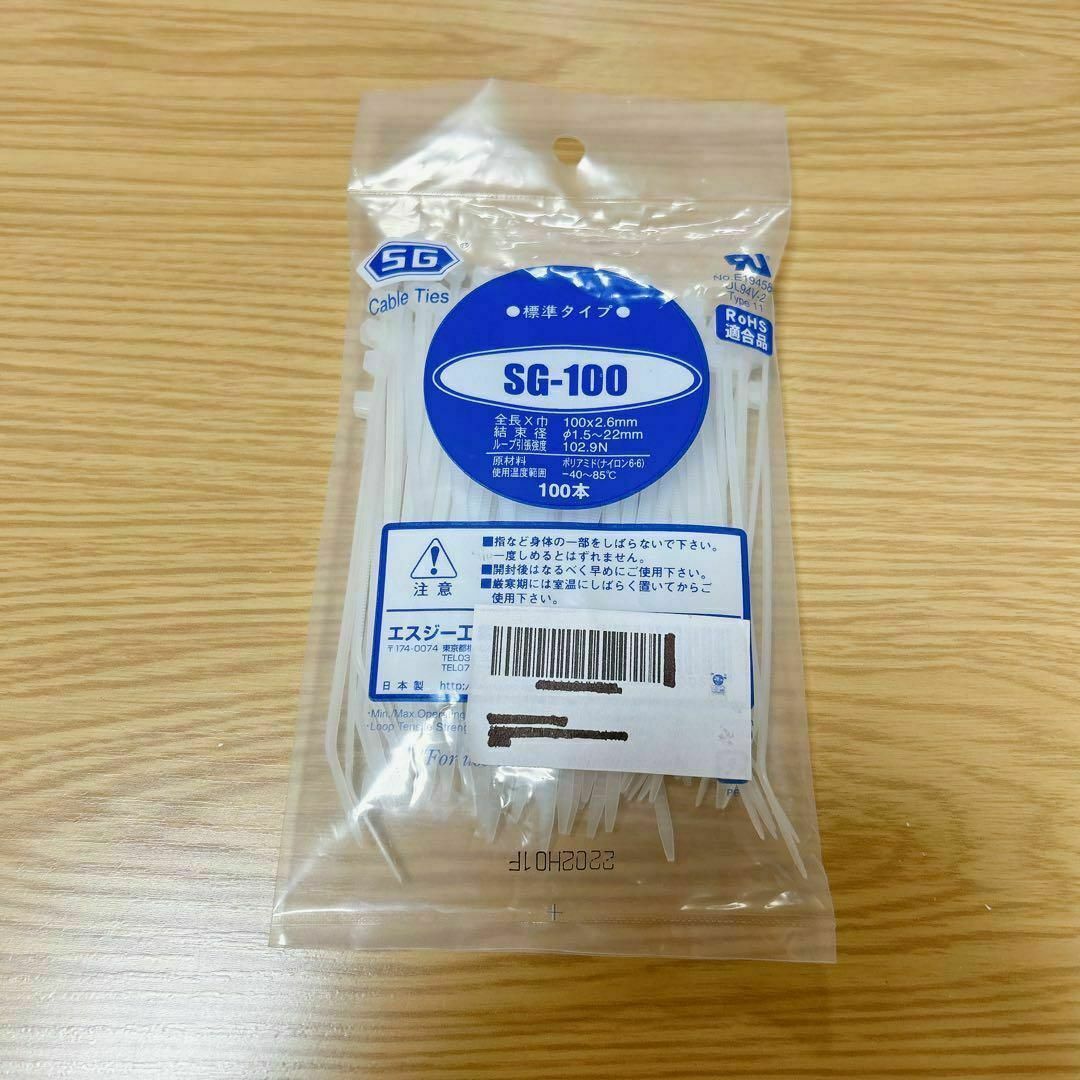 SG®
Cable Ties
UL94V-2
Type 11
RoHS
適合品
●標準タイプ●
SG-100
全長×巾 100x2.6mm
結束径 φ1.5～22mm
ループ引張強度 102.9N
原材料 ポリアミド(ナイロン6-6)
使用温度範囲 -40～85℃
100本
注意
■指など身体の一部をしばらないで下さい。
一度しめるとはずれません。
■開封後はなるべく早めにご使用下さい。
■厳寒期には室温にしばらく置いてからご
使用下さい。
エスジー工
〒174-0074 東京都板
TEL03
TEL07
日本製 http:/
・Min./Max.Operating
・Loop Tensile Streng
For us
PE
2202H01F